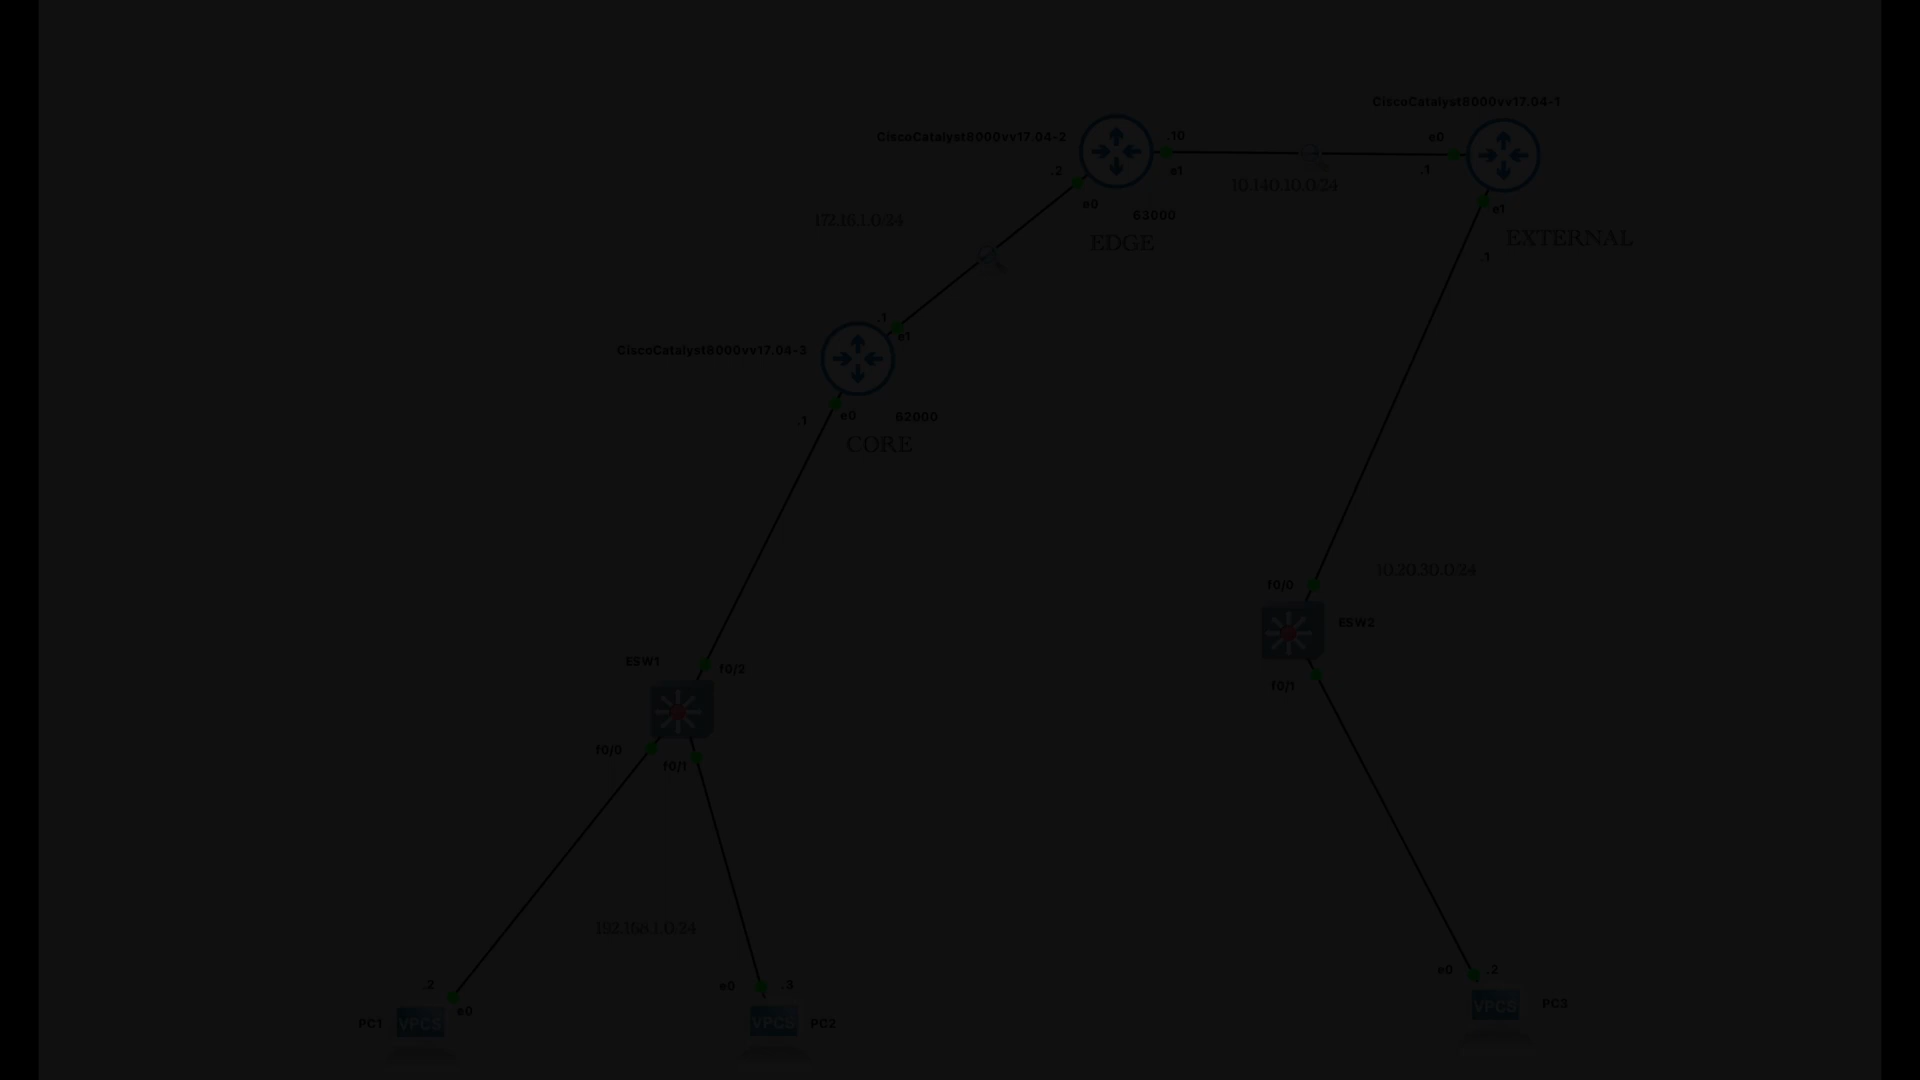 CiscoCatalyst8000vv17.04-1
CiscoCatalyst8000vv17.04-2
.10
e0
.2
e1
.1
10.140.10.0/24
e0
63000
e1
172.16.1.0/24
EDGE
EXTERNAL
.1
.1
e1
CiscoCatalyst8000vv17.04-3
.1
e0
62000
CORE
10.20.30.0/24
f0/0
ESW2
ESW1
f0/2
f0/1
f0/0
f0/1
192.168.1.0/24
e0
.2
.2
e0
.3
PC3
VPCS
e0
PC1
VPCS
VPCS
PC2